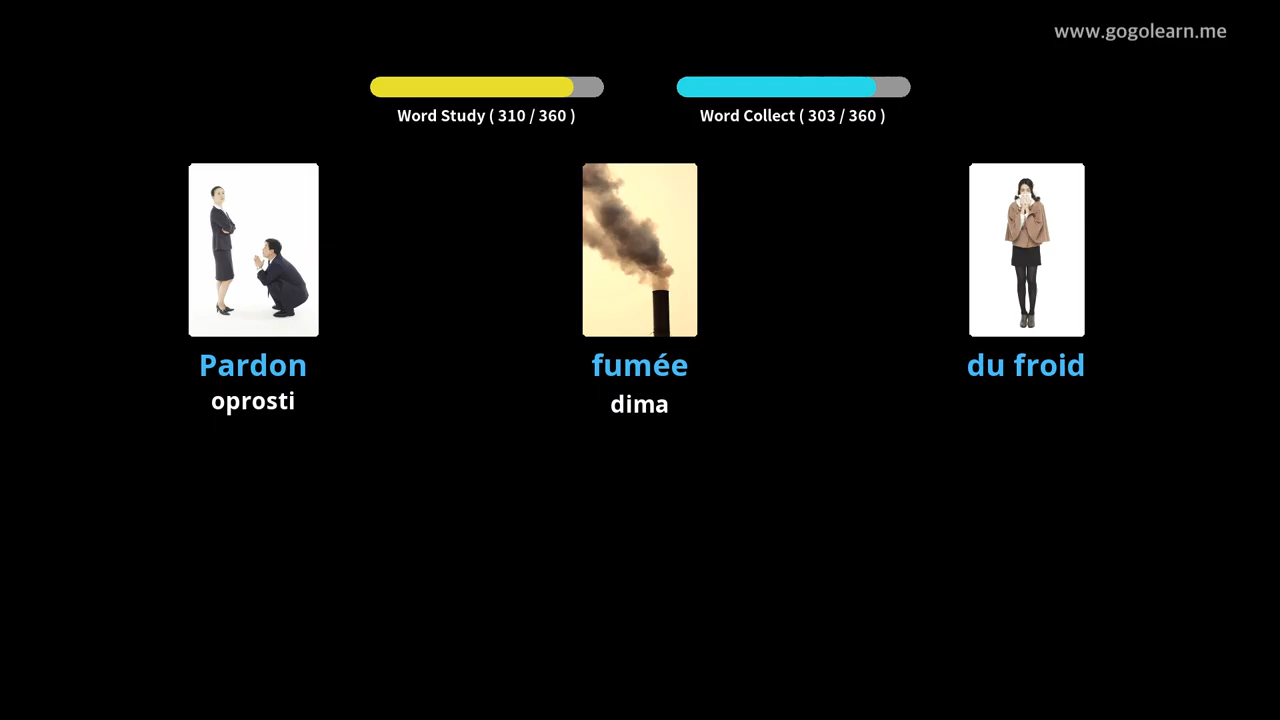 www.gogolearn.me
Word Study ( 310 / 360 )
Word Collect ( 303 / 360 )
Pardon
fumée
du froid
oprosti
dima